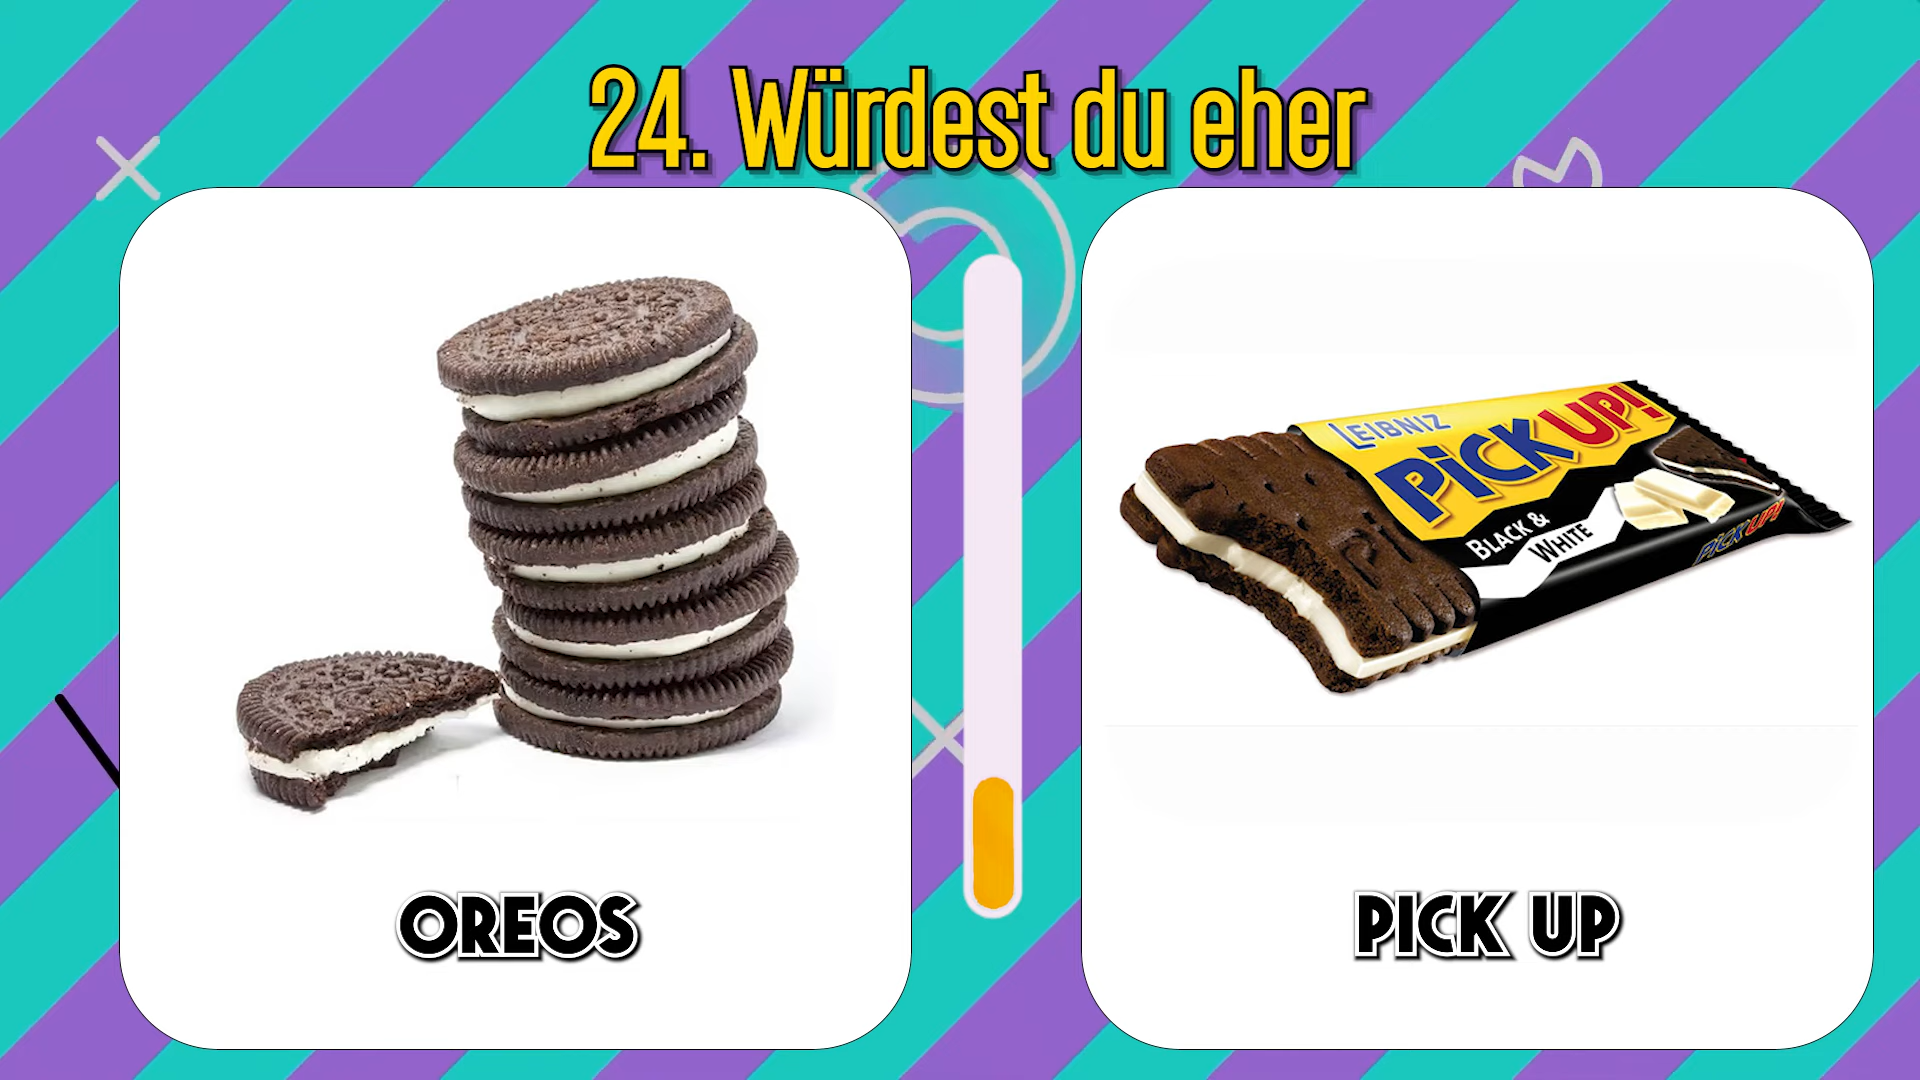 24. Würdest du eher
LEIBNIZ
PiCK UP!
BLACK &
WHITE
PiCK UP!
OREOS
PICK UP